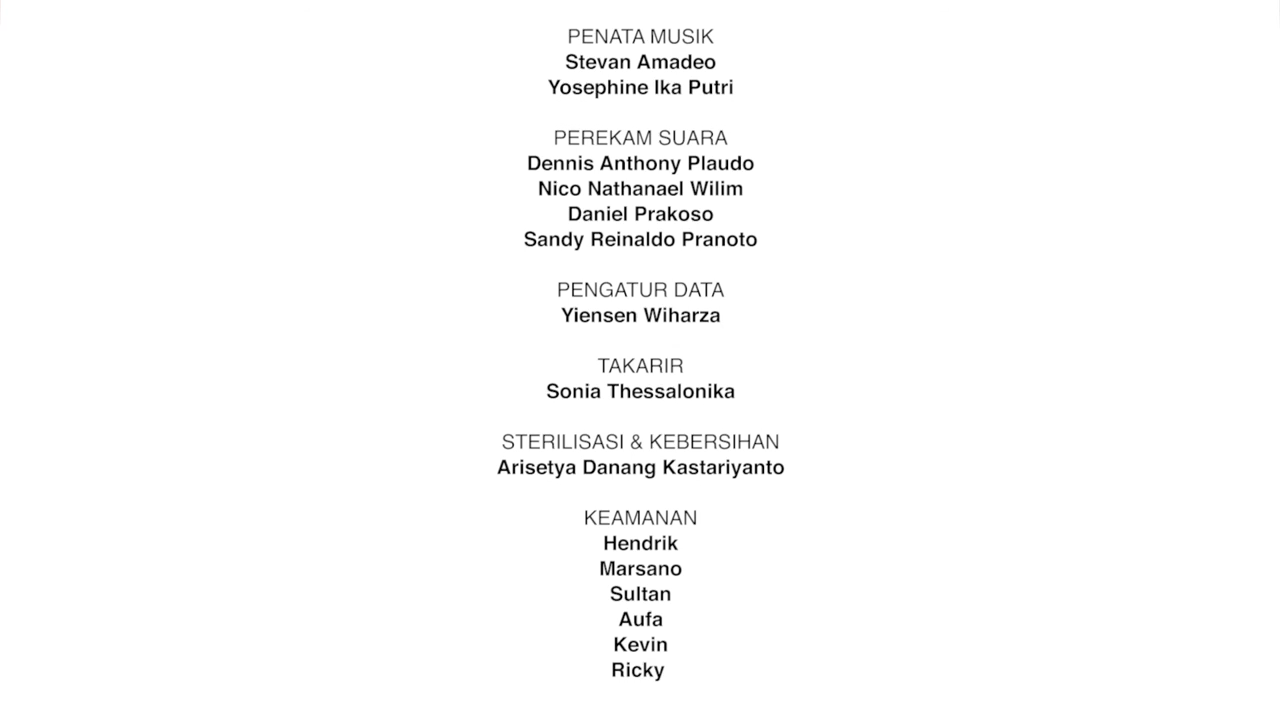 PENATA MUSIK
Stevan Amadeo
Yosephine Ika Putri
PEREKAM SUARA
Dennis Anthony Plaudo
Nico Nathanael Wilim
Daniel Prakoso
Sandy Reinaldo Pranoto
PENGATUR DATA
Yiensen Wiharza
TAKARIR
Sonia Thessalonika
STERILISASI & KEBERSIHAN
Arisetya Danang Kastariyanto
KEAMANAN
Hendrik
Marsano
Sultan
Aufa
Kevin
Ricky